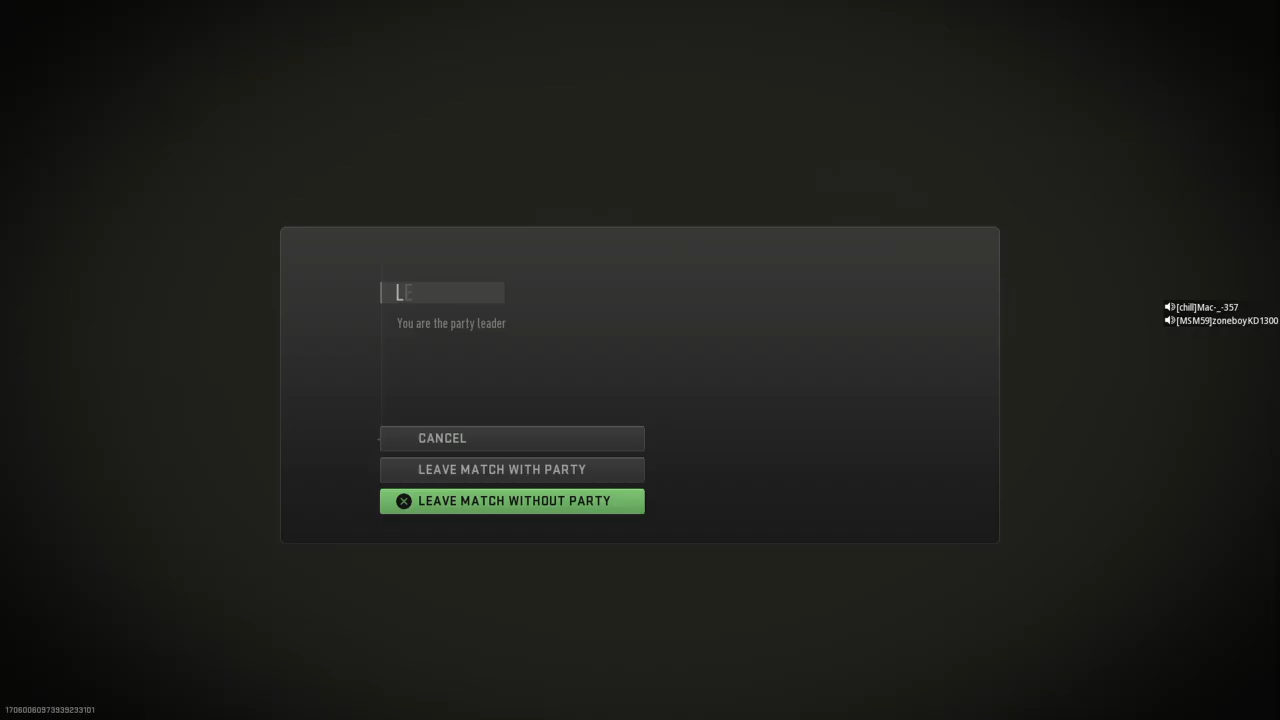 LE
You are the party leader
CANCEL
LEAVE MATCH WITH PARTY
LEAVE MATCH WITHOUT PARTY
[chill]Mac-_-357
[MSM59]zoneboyKD1300
17060060973939233101